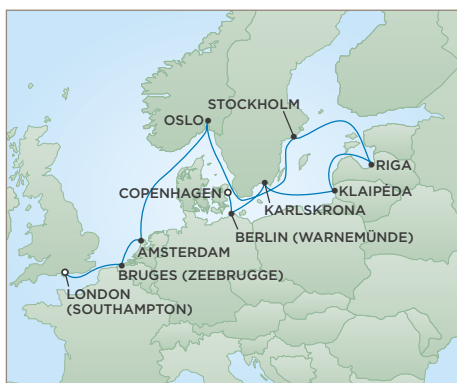 STOCKHOLM
OSLO
RIGA
COPENHAGEN
KLAIPĖDA
KARLSKRONA
BERLIN (WARNEMÜNDE)
AMSTERDAM
BRUGES (ZEEBRUGGE)
LONDON
(SOUTHAMPTON)